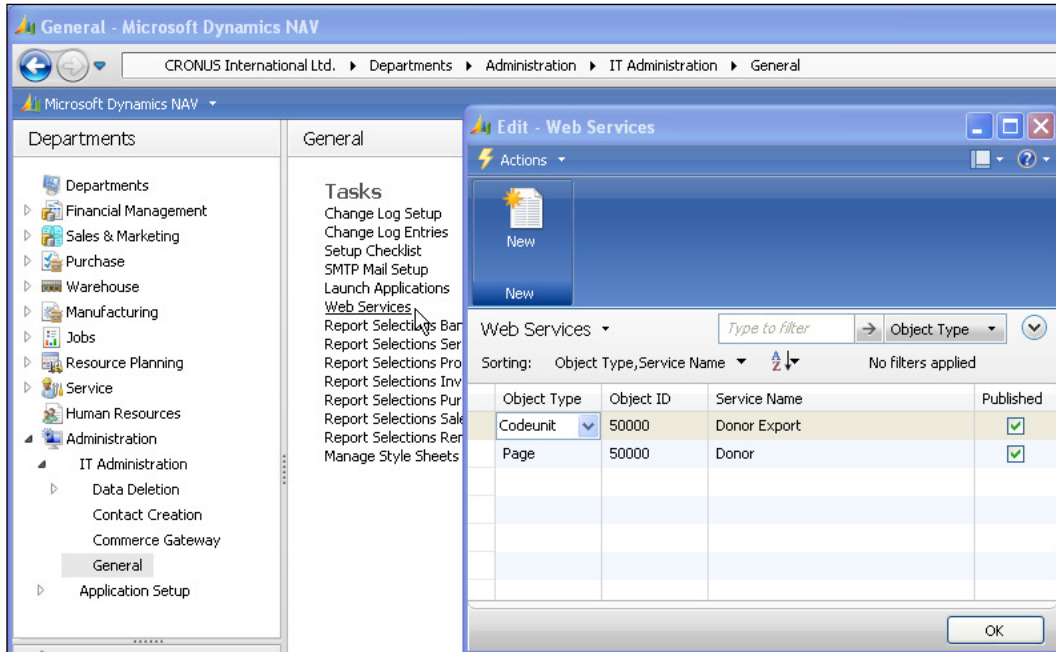 General - Microsoft Dynamics NAV
CRONUS International Ltd. ▸ Departments ▸ Administration ▸ IT Administration ▸ General
Microsoft Dynamics NAV
Departments
Departments
Financial Management
Sales & Marketing
Purchase
Warehouse
Manufacturing
Jobs
Resource Planning
Service
Human Resources
Administration
IT Administration
Data Deletion
Contact Creation
Commerce Gateway
General
Application Setup
General
Tasks
Change Log Setup
Change Log Entries
Setup Checklist
SMTP Mail Setup
Launch Applications
Web Services
Report Selections Ban
Report Selections Ser
Report Selections Pro
Report Selections Inv
Report Selections Pur
Report Selections Sale
Report Selections Rem
Manage Style Sheets
Edit - Web Services
Actions
New
New
Web Services
Type to filter
Object Type
Sorting: Object Type,Service Name
No filters applied
Object Type Object ID Service Name Published
Codeunit 50000 Donor Export
Page 50000 Donor
OK